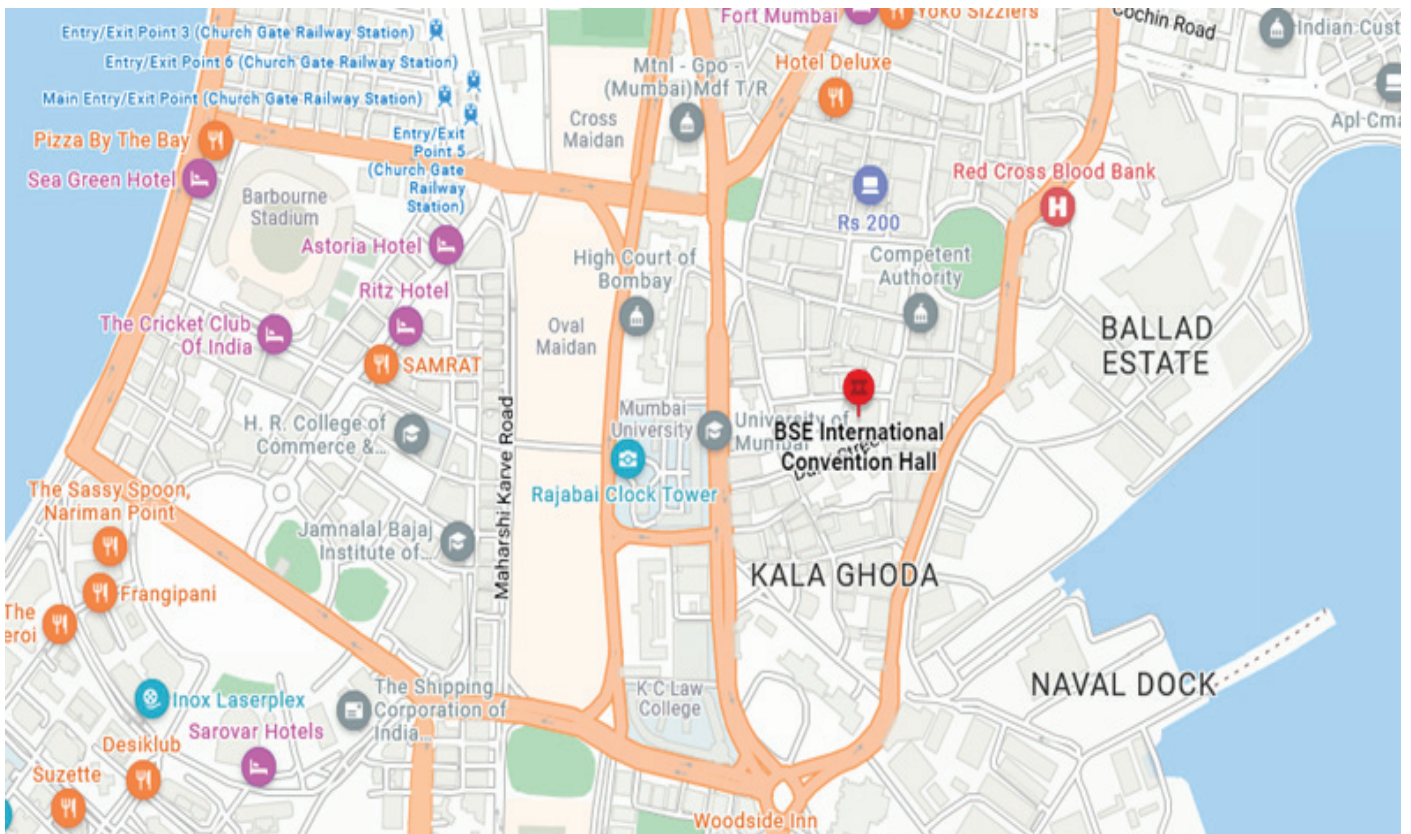 Fort Mumbai
Yoko Sizzlers
Cochin Road
Indian Cust
Entry/Exit Point 3 (Church Gate Railway Station)
Entry/Exit Point 6 (Church Gate Railway Station)
Main Entry/Exit Point (Church Gate Railway Station)
Mtnl - Gpo -
(Mumbai)Mdf T/R
Hotel Deluxe
Apl Cma
Cross
Maidan
Pizza By The Bay
Entry/Exit
Point 5
(Church Gate
Railway
Station)
Sea Green Hotel
Barbourne
Stadium
Red Cross Blood Bank
Rs 200
Astoria Hotel
High Court of
Bombay
Competent
Authority
Ritz Hotel
The Cricket Club
Of India
Oval
Maidan
BALLAD
ESTATE
SAMRAT
H. R. College of
Commerce &...
Maharshi Karve Road
Mumbai
University
University of
Mumbai
BSE International
Convention Hall
Rajabai Clock Tower
The Sassy Spoon,
Nariman Point
Jamnalal Bajaj
Institute of...
KALA GHODA
Frangipani
The
eroi
NAVAL DOCK
Inox Laserplex
The Shipping
Corporation of
India...
K C Law
College
Sarovar Hotels
Desiklub
Suzette
Woodside Inn